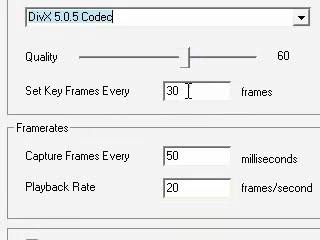 DivX 5.0.5 Codec
Quality 60
Set Key Frames Every 30 frames
Framerates
Capture Frames Every 50 milliseconds
Playback Rate 20 frames/second